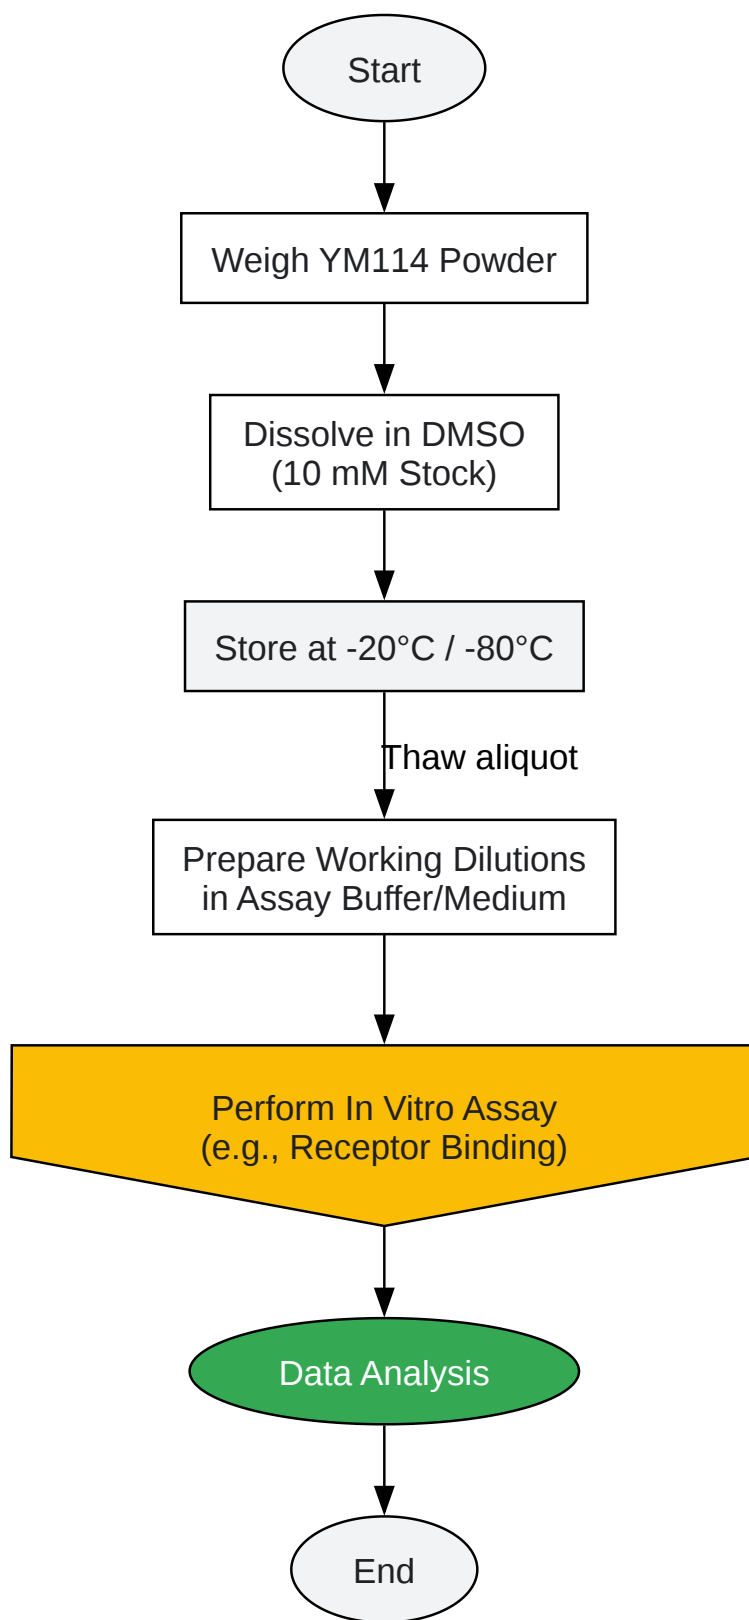 Start
Weigh YM114 Powder
Dissolve in DMSO
(10 mM Stock)
Store at -20°C / -80°C
Thaw aliquot
Prepare Working Dilutions
in Assay Buffer/Medium
Perform In Vitro Assay
(e.g., Receptor Binding)
Data Analysis
End